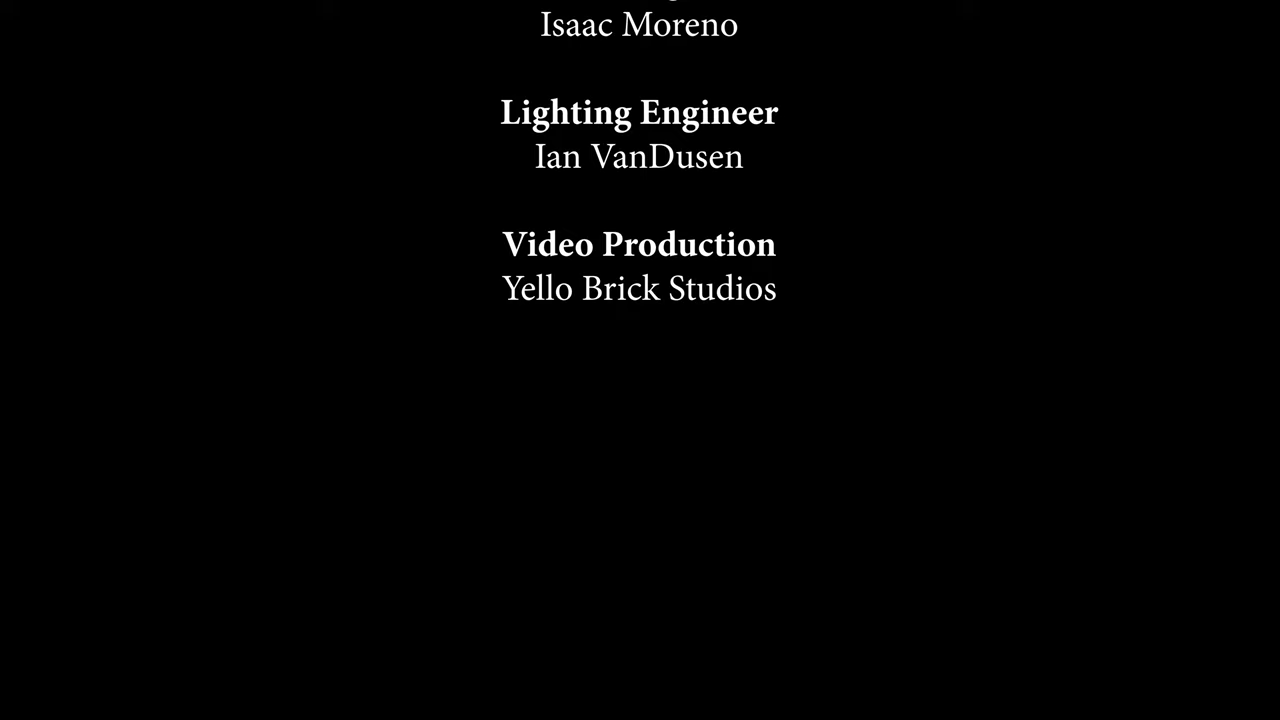 Isaac Moreno
Lighting Engineer
Ian VanDusen
Video Production
Yello Brick Studios